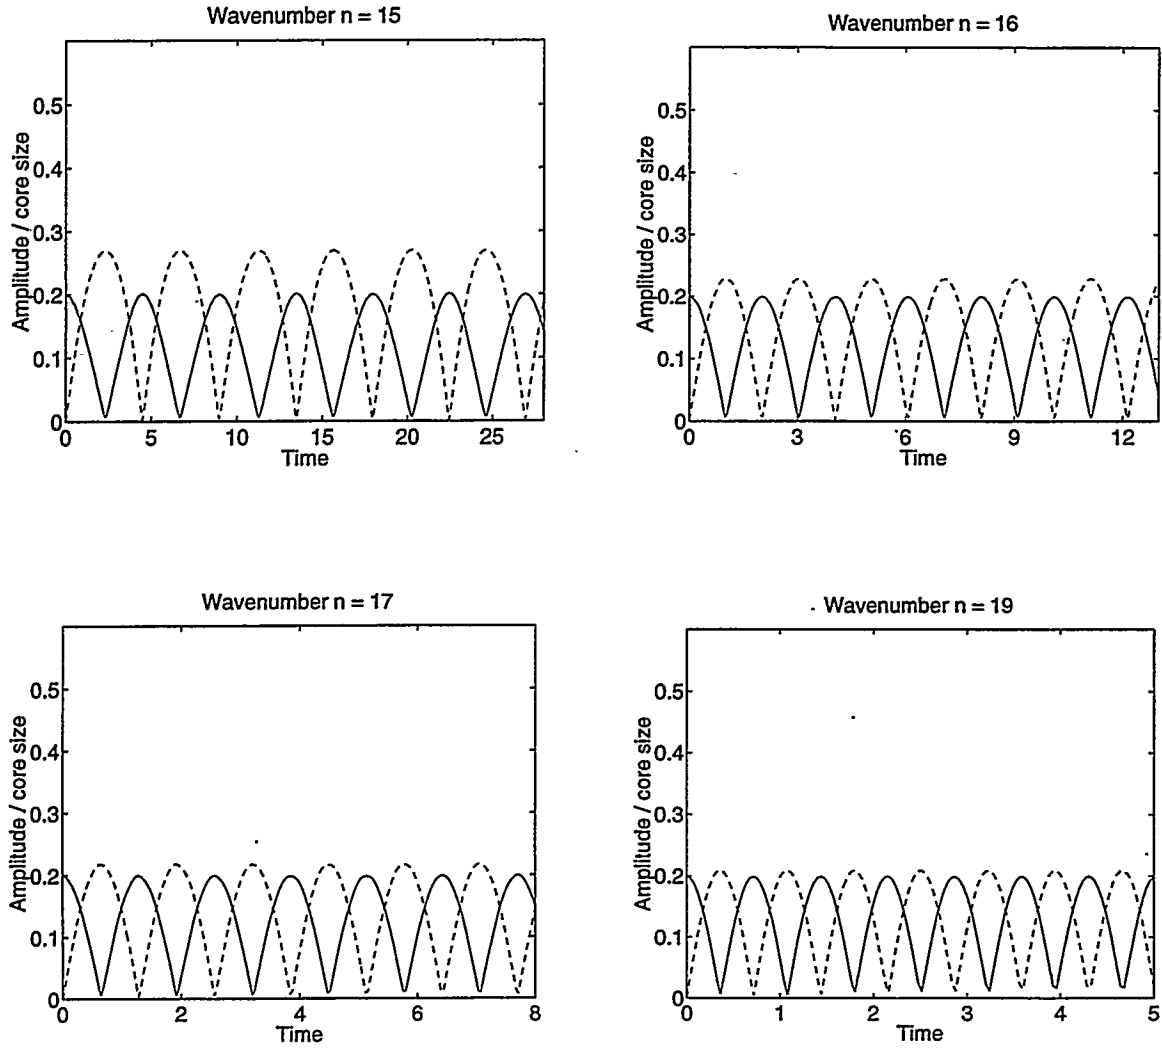 Wavenumber n = 15
Amplitude / core size
0.5
0.4
0.3
0.2
0.1
0
0 5 10 15 20 25
Time
Wavenumber n = 16
Amplitude / core size
0.5
0.4
0.3
0.2
0.1
0
0 3 6 9 12
Time
Wavenumber n = 17
Amplitude / core size
0.5
0.4
0.3
0.2
0.1
0
0 2 4 6 8
Time
Wavenumber n = 19
Amplitude / core size
0.5
0.4
0.3
0.2
0.1
0
0 1 2 3 4 5
Time